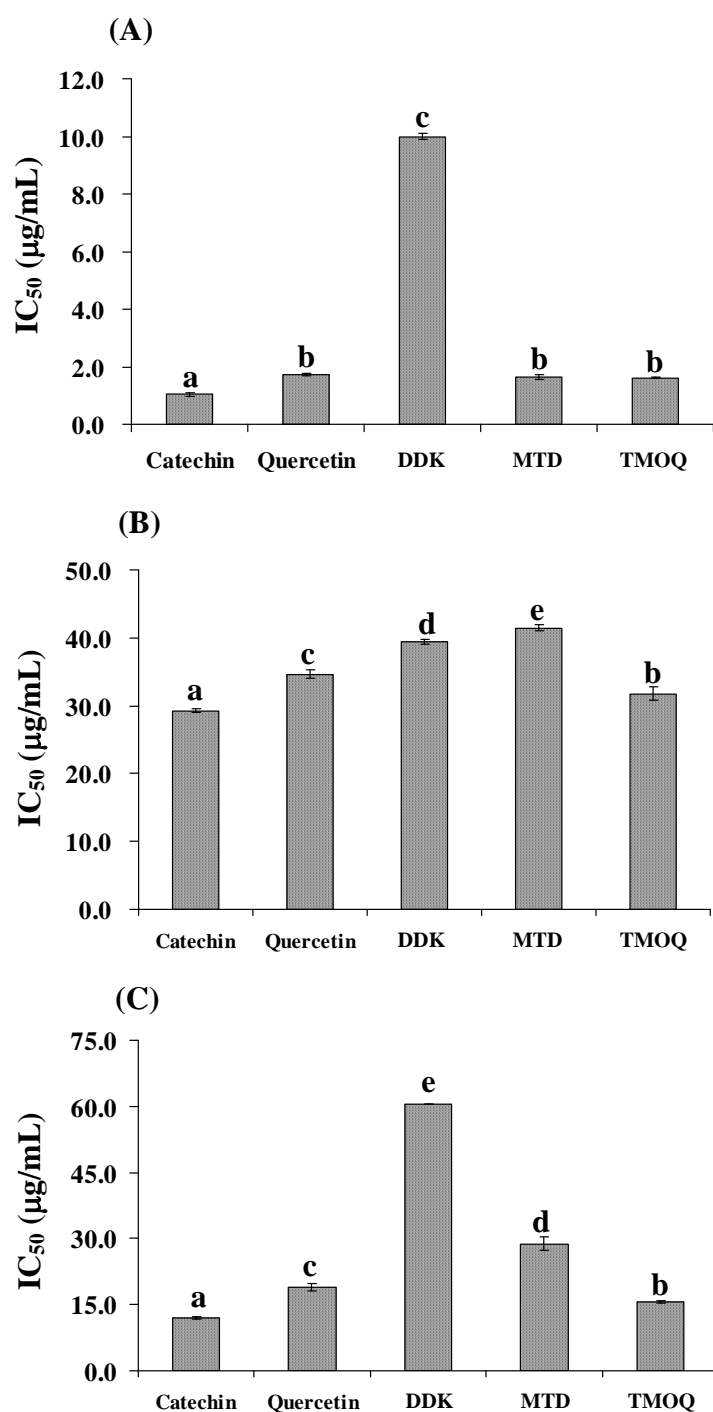 (A)
IC50 (µg/mL)
12.0
10.0
8.0
6.0
4.0
2.0
0.0
a
b
c
b
b
Catechin Quercetin DDK MTD TMOQ
(B)
IC50 (µg/mL)
50.0
40.0
30.0
20.0
10.0
0.0
a
c
d
e
b
Catechin Quercetin DDK MTD TMOQ
(C)
IC50 (µg/mL)
75.0
60.0
45.0
30.0
15.0
0.0
a
c
e
d
b
Catechin Quercetin DDK MTD TMOQ